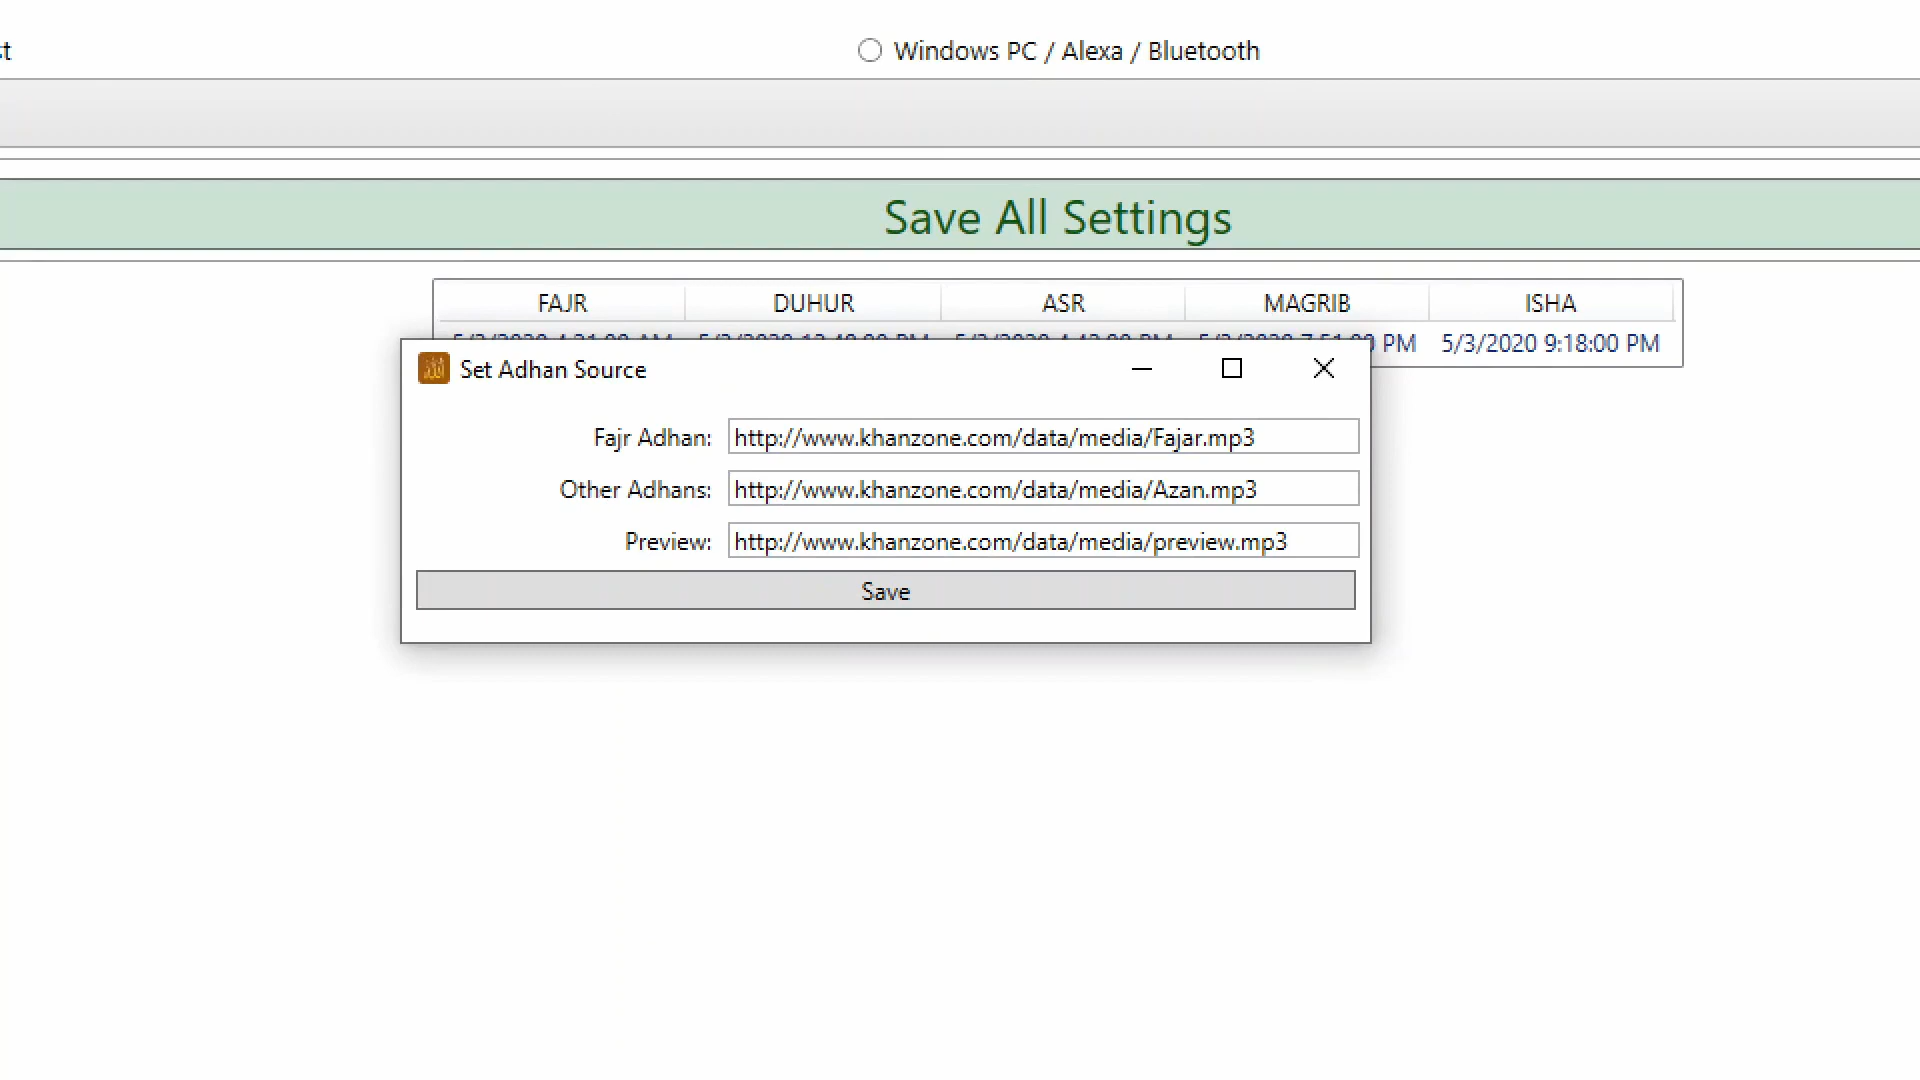 Windows PC / Alexa / Bluetooth
Save All Settings
FAJR DUHUR ASR MAGRIB ISHA
PM 5/3/2020 9:18:00 PM
Set Adhan Source
Fajr Adhan: http://www.khanzone.com/data/media/Fajar.mp3
Other Adhans: http://www.khanzone.com/data/media/Azan.mp3
Preview: http://www.khanzone.com/data/media/preview.mp3
Save